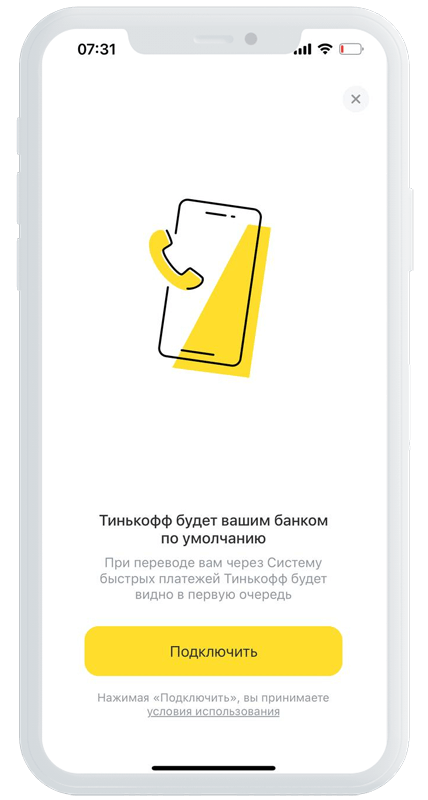 07:31
Тинькофф будет вашим банком
по умолчанию
При переводе вам через Систему
быстрых платежей Тинькофф будет
видно в первую очередь
Подключить
Нажимая «Подключить», вы принимаете
условия использования